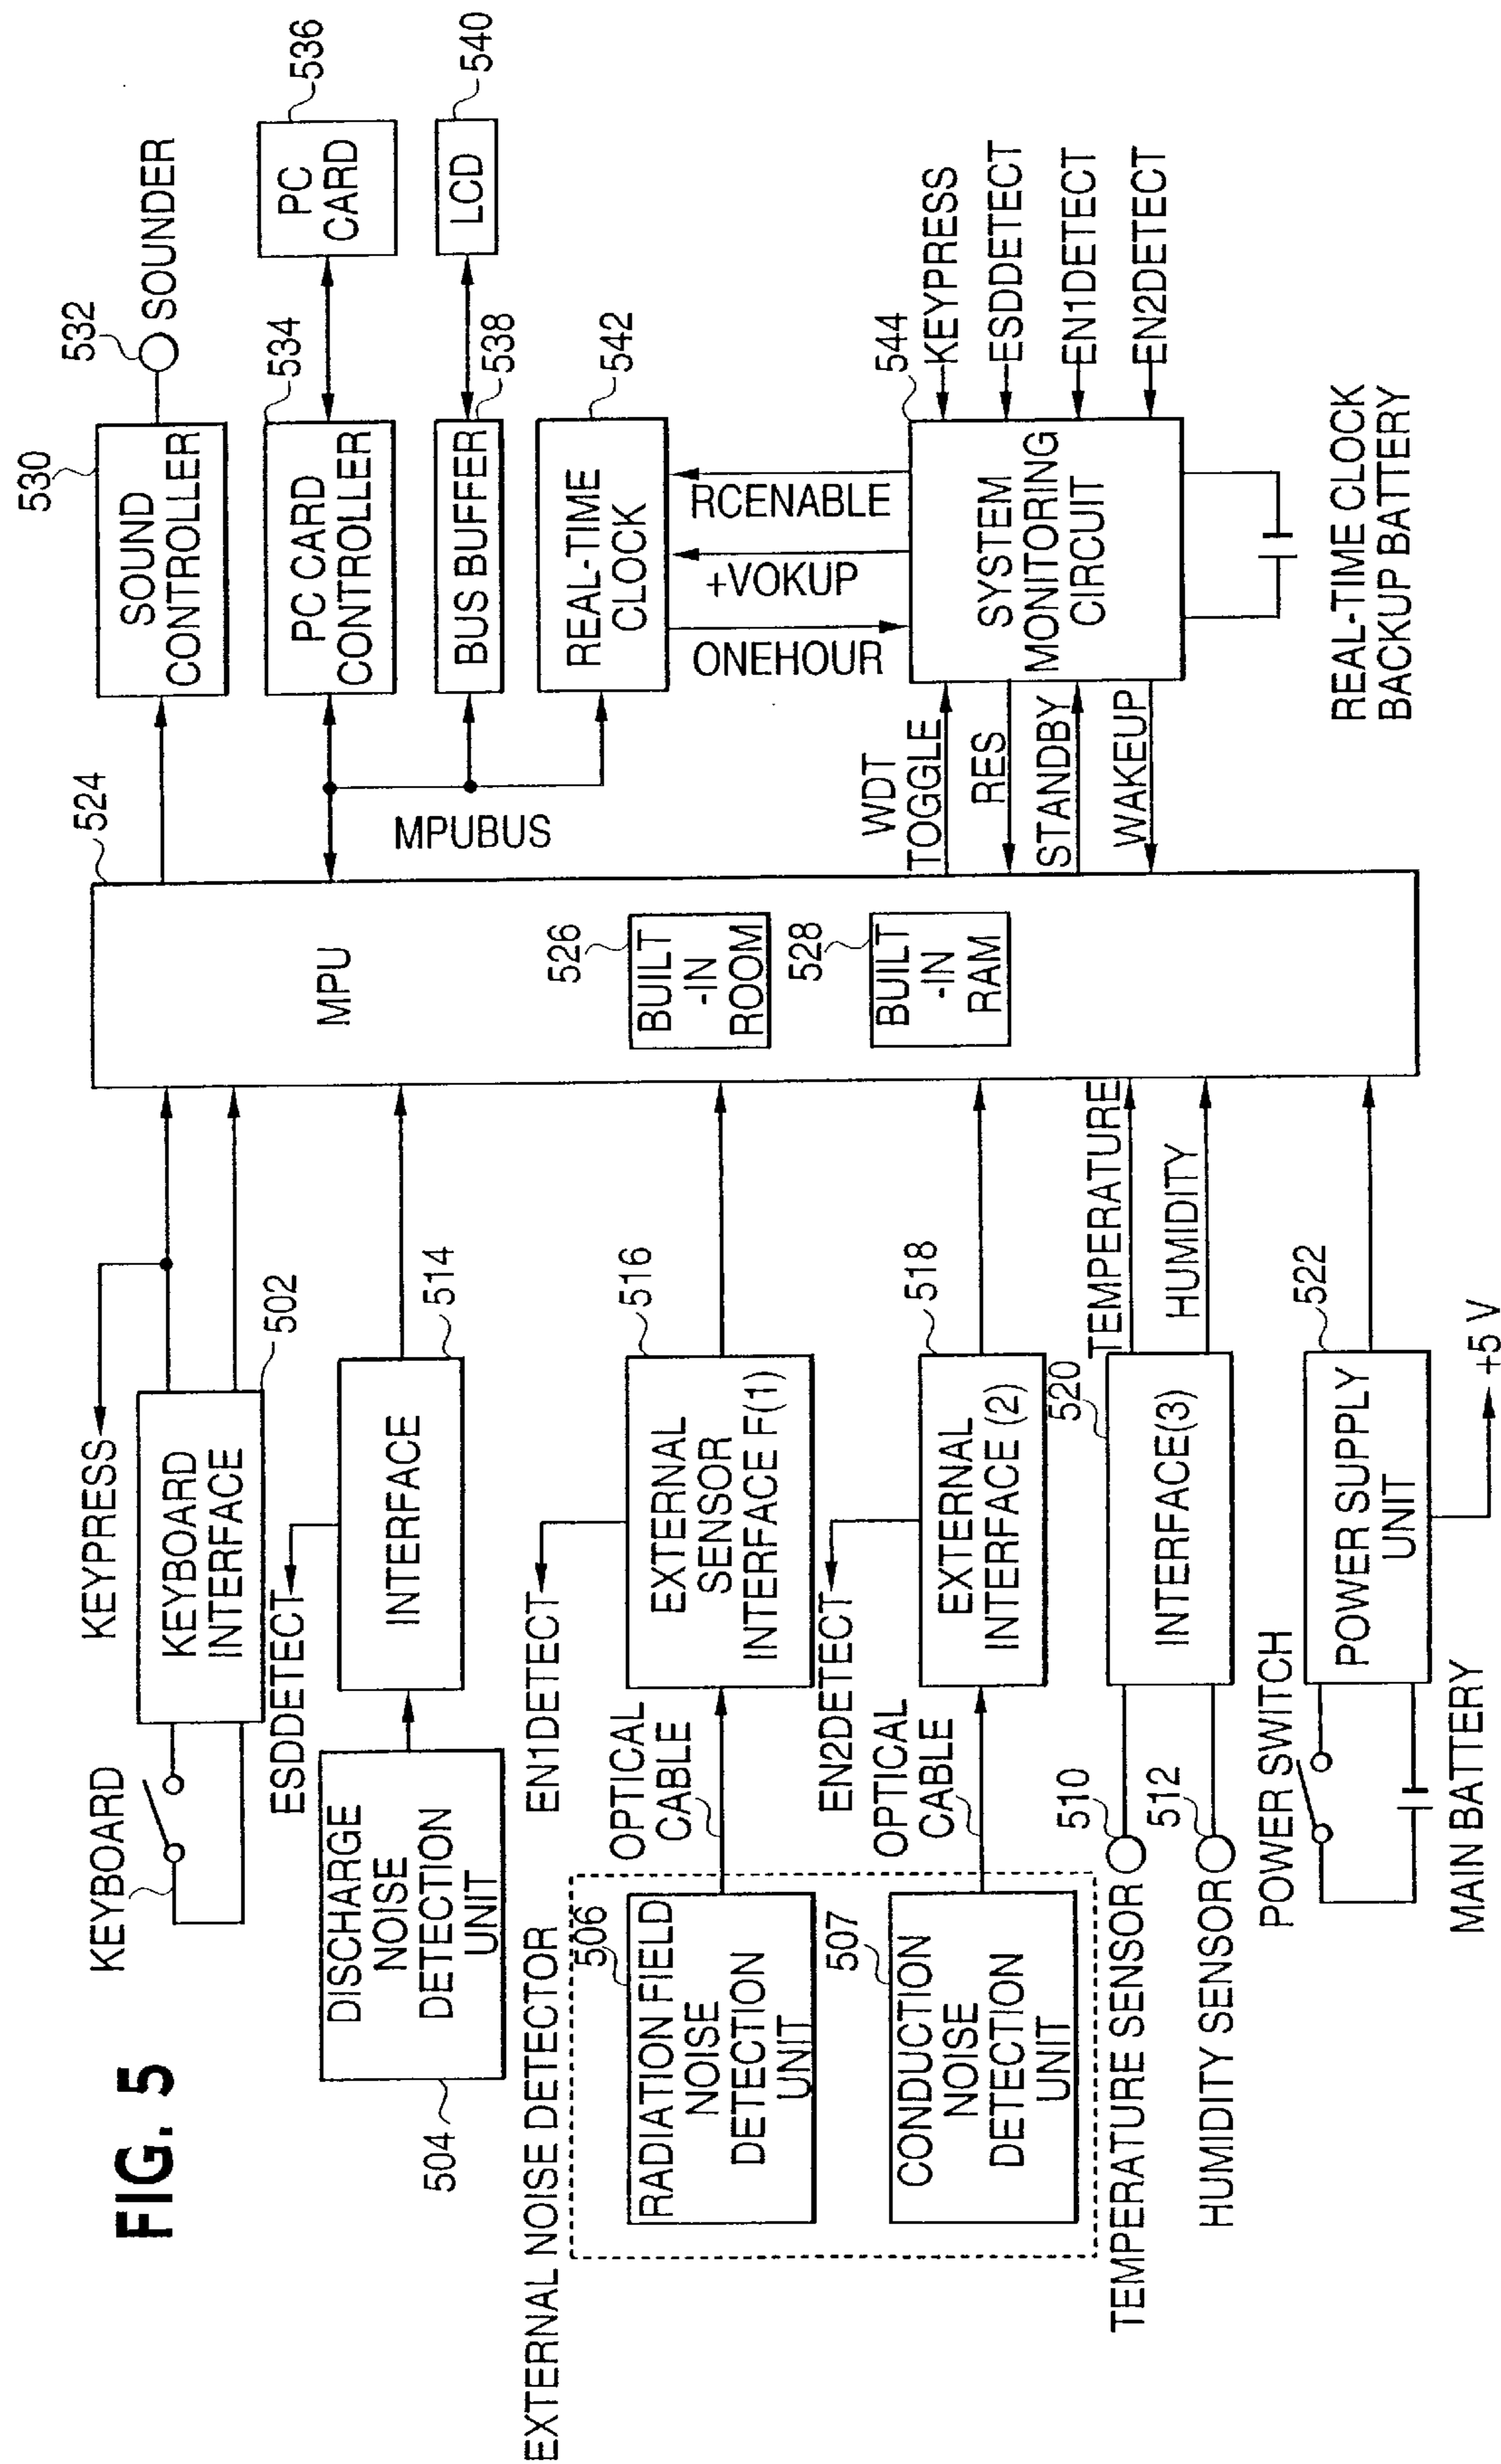 FIG. 5
KEYBOARD
KEYPRESS
KEYBOARD
INTERFACE
502
ESDDETECT
DISCHARGE
NOISE
DETECTION
UNIT
504
INTERFACE
514
EXTERNAL NOISE DETECTOR
RADIATION FIELD
NOISE
DETECTION
UNIT
506
OPTICAL
CABLE
EN1DETECT
EXTERNAL
SENSOR
INTERFACE F(1)
516
CONDUCTION
NOISE
DETECTION
UNIT
507
OPTICAL
CABLE
EN2DETECT
EXTERNAL
INTERFACE (2)
518
TEMPERATURE SENSOR
510
HUMIDITY SENSOR
512
INTERFACE(3)
520
TEMPERATURE
HUMIDITY
POWER SWITCH
MAIN BATTERY
POWER SUPPLY
UNIT
522
+5 V
MPU
524
BUILT
-IN
ROOM
526
BUILT
-IN
RAM
528
SOUND
CONTROLLER
530
532
SOUNDER
PC CARD
CONTROLLER
534
PC
CARD
536
BUS BUFFER
538
LCD
540
MPUBUS
REAL-TIME
CLOCK
542
ONEHOUR
+VOKUP
RCENABLE
WDT
TOGGLE
RES
STANDBY
WAKEUP
SYSTEM
MONITORING
CIRCUIT
544
KEYPRESS
ESDDETECT
EN1DETECT
EN2DETECT
REAL-TIME CLOCK
BACKUP BATTERY